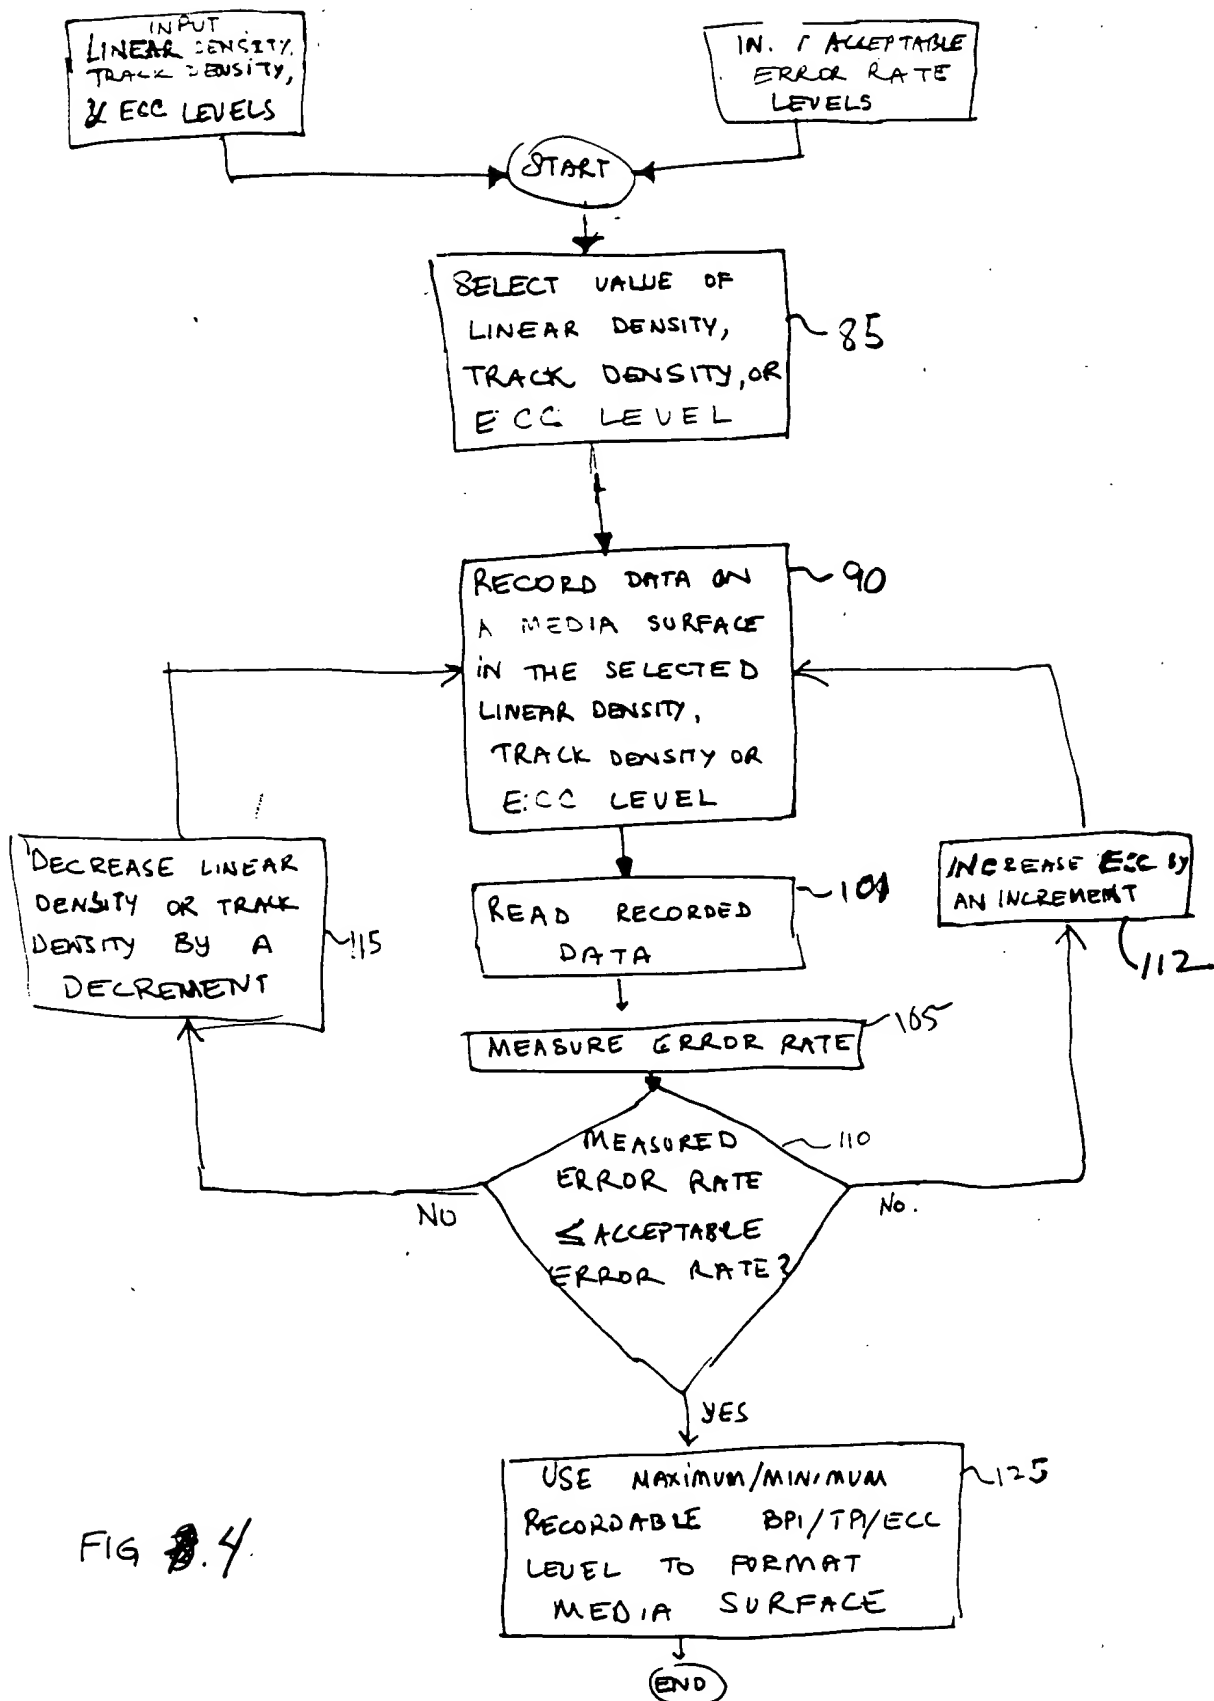 INPUT
LINEAR DENSITY,
TRACK DENSITY,
& ECC LEVELS
ACCEPTABLE
ERROR RATE
LEVELS
START
SELECT VALUE OF
LINEAR DENSITY,
TRACK DENSITY, OR
ECC LEVEL
85
RECORD DATA ON
A MEDIA SURFACE
IN THE SELECTED
LINEAR DENSITY,
TRACK DENSITY OR
ECC LEVEL
90
DECREASE LINEAR
DENSITY OR TRACK
DENSITY BY A
DECREMENT
115
READ RECORDED
DATA
101
INCREASE ECC BY
AN INCREMENT
112
MEASURE ERROR RATE
105
MEASURED
ERROR RATE
≤ ACCEPTABLE
ERROR RATE?
110
NO
No.
YES
USE MAXIMUM/MINIMUM
RECORDABLE BPI/TPI/ECC
LEVEL TO FORMAT
MEDIA SURFACE
125
END
FIG .4